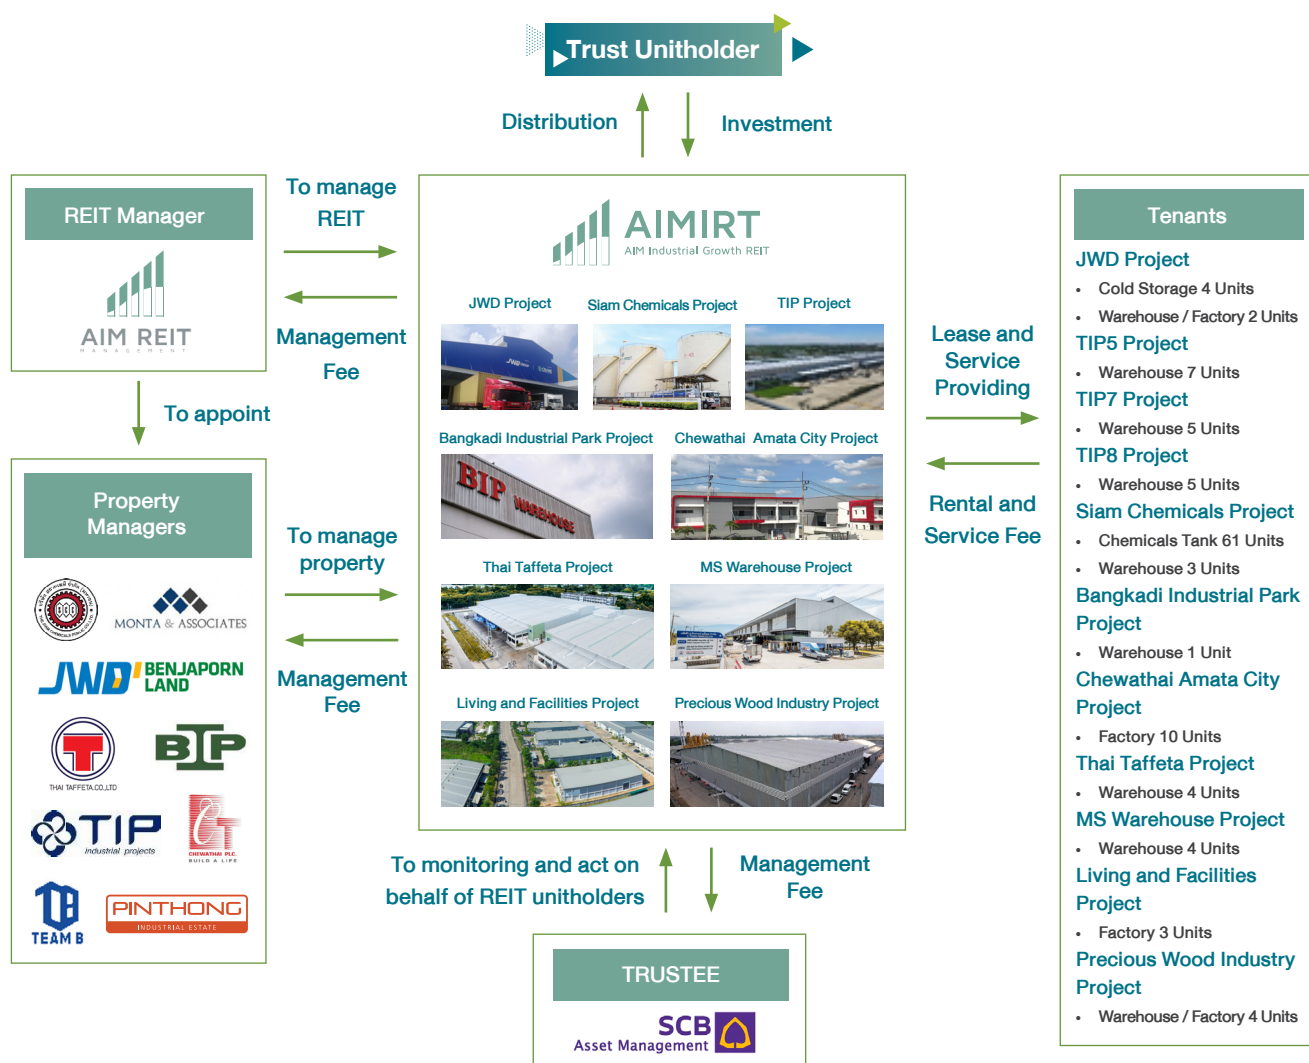 Trust Unitholder
Distribution
Investment
REIT Manager
AIM REIT
MANAGEMENT
To manage
REIT
Management
Fee
To appoint
Property
Managers
MONTA & ASSOCIATES
JWD
BENJAPORN
LAND
THAI TAFFETA.CO.,LTD
BIP
TIP
industrial projects
CT
CHEWATHAI PLC.
BUILD A LIFE
TEAM B
PINTHONG
INDUSTRIAL ESTATE
To manage
property
Management
Fee
AIMIRT
AIM Industrial Growth REIT
JWD Project
Siam Chemicals Project
TIP Project
JWD
Bangkadi Industrial Park Project
Chewathai Amata City Project
BIP WAREHOUSE
Thai Taffeta Project
MS Warehouse Project
Living and Facilities Project
Precious Wood Industry Project
To monitoring and act on
behalf of REIT unitholders
Management
Fee
TRUSTEE
SCB
Asset Management
Lease and
Service
Providing
Rental and
Service Fee
Tenants
JWD Project
• Cold Storage 4 Units
• Warehouse / Factory 2 Units
TIP5 Project
• Warehouse 7 Units
TIP7 Project
• Warehouse 5 Units
TIP8 Project
• Warehouse 5 Units
Siam Chemicals Project
• Chemicals Tank 61 Units
• Warehouse 3 Units
Bangkadi Industrial Park
Project
• Warehouse 1 Unit
Chewathai Amata City
Project
• Factory 10 Units
Thai Taffeta Project
• Warehouse 4 Units
MS Warehouse Project
• Warehouse 4 Units
Living and Facilities
Project
• Factory 3 Units
Precious Wood Industry
Project
• Warehouse / Factory 4 Units